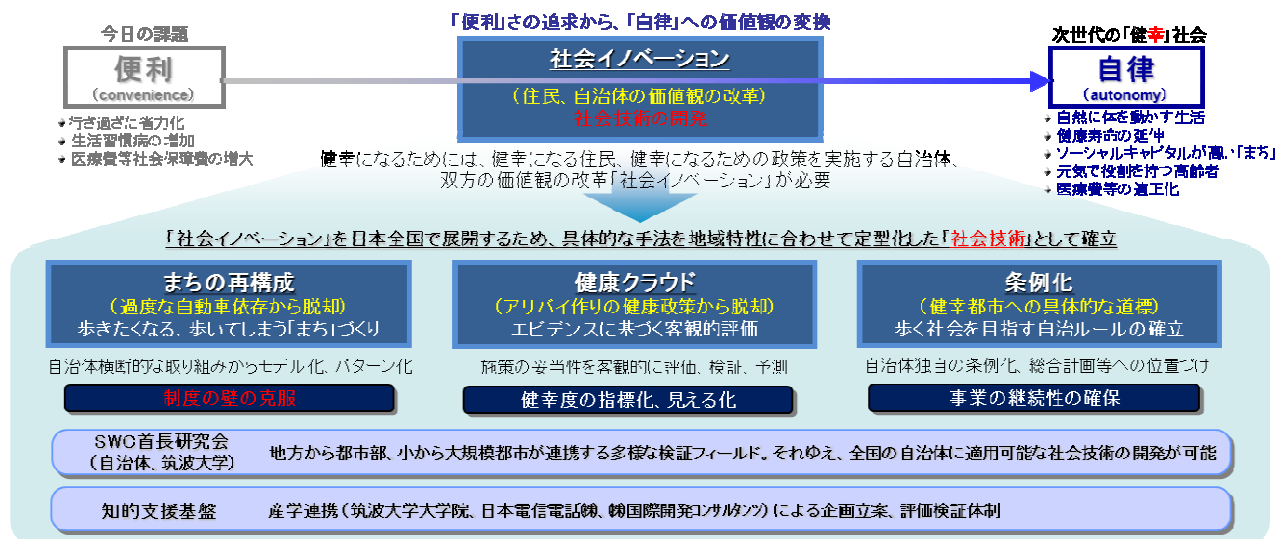 「便利」さの追求から、「自律」への価値観の変換
今日の課題
便利
(convenience)
行き過ぎた省力化
生活習慣病の増加
医療費等社会保障費の増大
社会イノベーション
(住民、自治体の価値観の改革)
社会技術の開発
次世代の「健幸」社会
自律
(autonomy)
自然に体を動かす生活
健康寿命の延伸
ソーシャルキャピタルが高い「まち」
元気で役割を持つ高齢者
医療費等の適正化
健幸になるためには、健幸になる住民、健幸になるための政策を実施する自治体、
双方の価値観の改革「社会イノベーション」が必要
「社会イノベーション」を日本全国で展開するため、具体的な手法を地域特性に合わせて定型化した「社会技術」として確立
まちの再構成
(過度な自動車依存から脱却)
歩きたくなる、歩いてしまう「まち」づくり
自治体横断的な取り組みからモデル化、パターン化
制度の壁の克服
健康クラウド
(アリバイ作りの健康政策から脱却)
エビデンスに基づく客観的評価
施策の妥当性を客観的に評価、検証、予測
健幸度の指標化、見える化
条例化
(健幸都市への具体的な道標)
歩く社会を目指す自治ルールの確立
自治体独自の条例化、総合計画等への位置づけ
事業の継続性の確保
SWC首長研究会
(自治体、筑波大学)
地方から都市部、小から大規模都市が連携する多様な検証フィールド。それゆえ、全国の自治体に適用可能な社会技術の開発が可能
知的支援基盤
産学連携(筑波大学大学院、日本電信電話㈱、㈱国際開発コンサルタンツ)による企画立案、評価検証体制